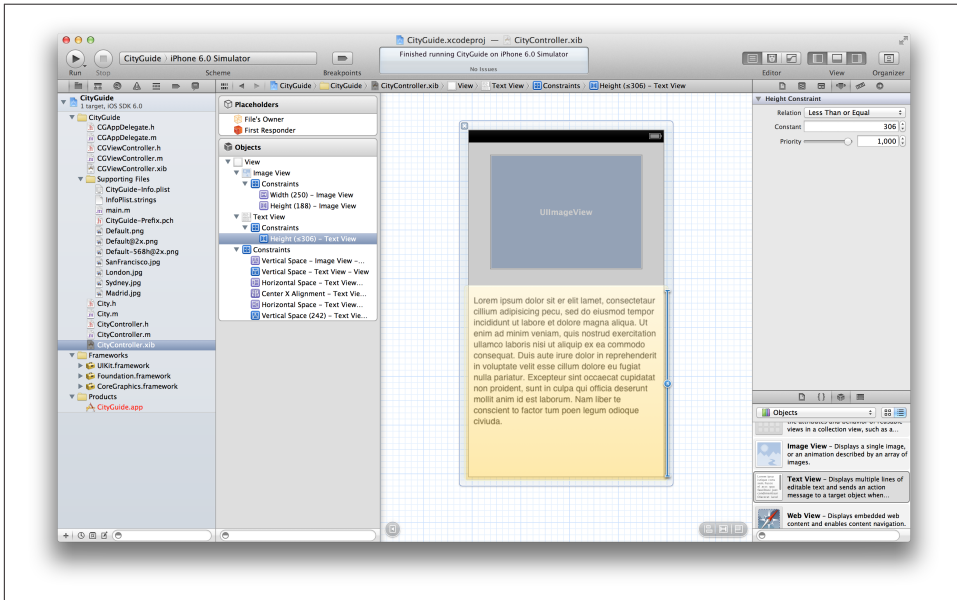 CityGuide.xcodeproj — CityController.xib
CityGuide › iPhone 6.0 Simulator
Finished running CityGuide on iPhone 6.0 Simulator
No Issues
Run Stop Scheme Breakpoints Editor View Organizer
CityGuide › CityGuide › CityController.xib › View › Text View › Constraints › Height (≤306) – Text View
CityGuide
1 target, iOS SDK 6.0
CityGuide
CGAppDelegate.h
CGAppDelegate.m
CGViewController.h
CGViewController.m
CGViewController.xib
Supporting Files
CityGuide-Info.plist
InfoPlist.strings
main.m
CityGuide-Prefix.pch
Default.png
Default@2x.png
Default-568h@2x.png
SanFrancisco.jpg
London.jpg
Sydney.jpg
Madrid.jpg
City.h
City.m
CityController.h
CityController.m
CityController.xib
Frameworks
UIKit.framework
Foundation.framework
CoreGraphics.framework
Products
CityGuide.app
Placeholders
File's Owner
First Responder
Objects
View
Image View
Constraints
Width (250) – Image View
Height (188) – Image View
Text View
Constraints
Height (≤306) – Text View
Constraints
Vertical Space – Image View –...
Vertical Space – Text View – View
Horizontal Space – Text View...
Center X Alignment – Text Vie...
Horizontal Space – Text View...
Vertical Space (242) – Text Vie...
UIImageView
Lorem ipsum dolor sit er elit lamet, consectetaur
cillium adipisicing pecu, sed do eiusmod tempor
incididunt ut labore et dolore magna aliqua. Ut
enim ad minim veniam, quis nostrud exercitation
ullamco laboris nisi ut aliquip ex ea commodo
consequat. Duis aute irure dolor in reprehenderit
in voluptate velit esse cillum dolore eu fugiat
nulla pariatur. Excepteur sint occaecat cupidatat
non proident, sunt in culpa qui officia deserunt
mollit anim id est laborum. Nam liber te
conscient to factor tum poen legum odioque
civiuda.
Height Constraint
Relation Less Than or Equal
Constant 306
Priority 1,000
Objects
views in a collection view, such as a...
Image View – Displays a single image,
or an animation described by an array of
images.
Text View – Displays multiple lines of
editable text and sends an action
message to a target object when...
Web View – Displays embedded web
content and enables content navigation.